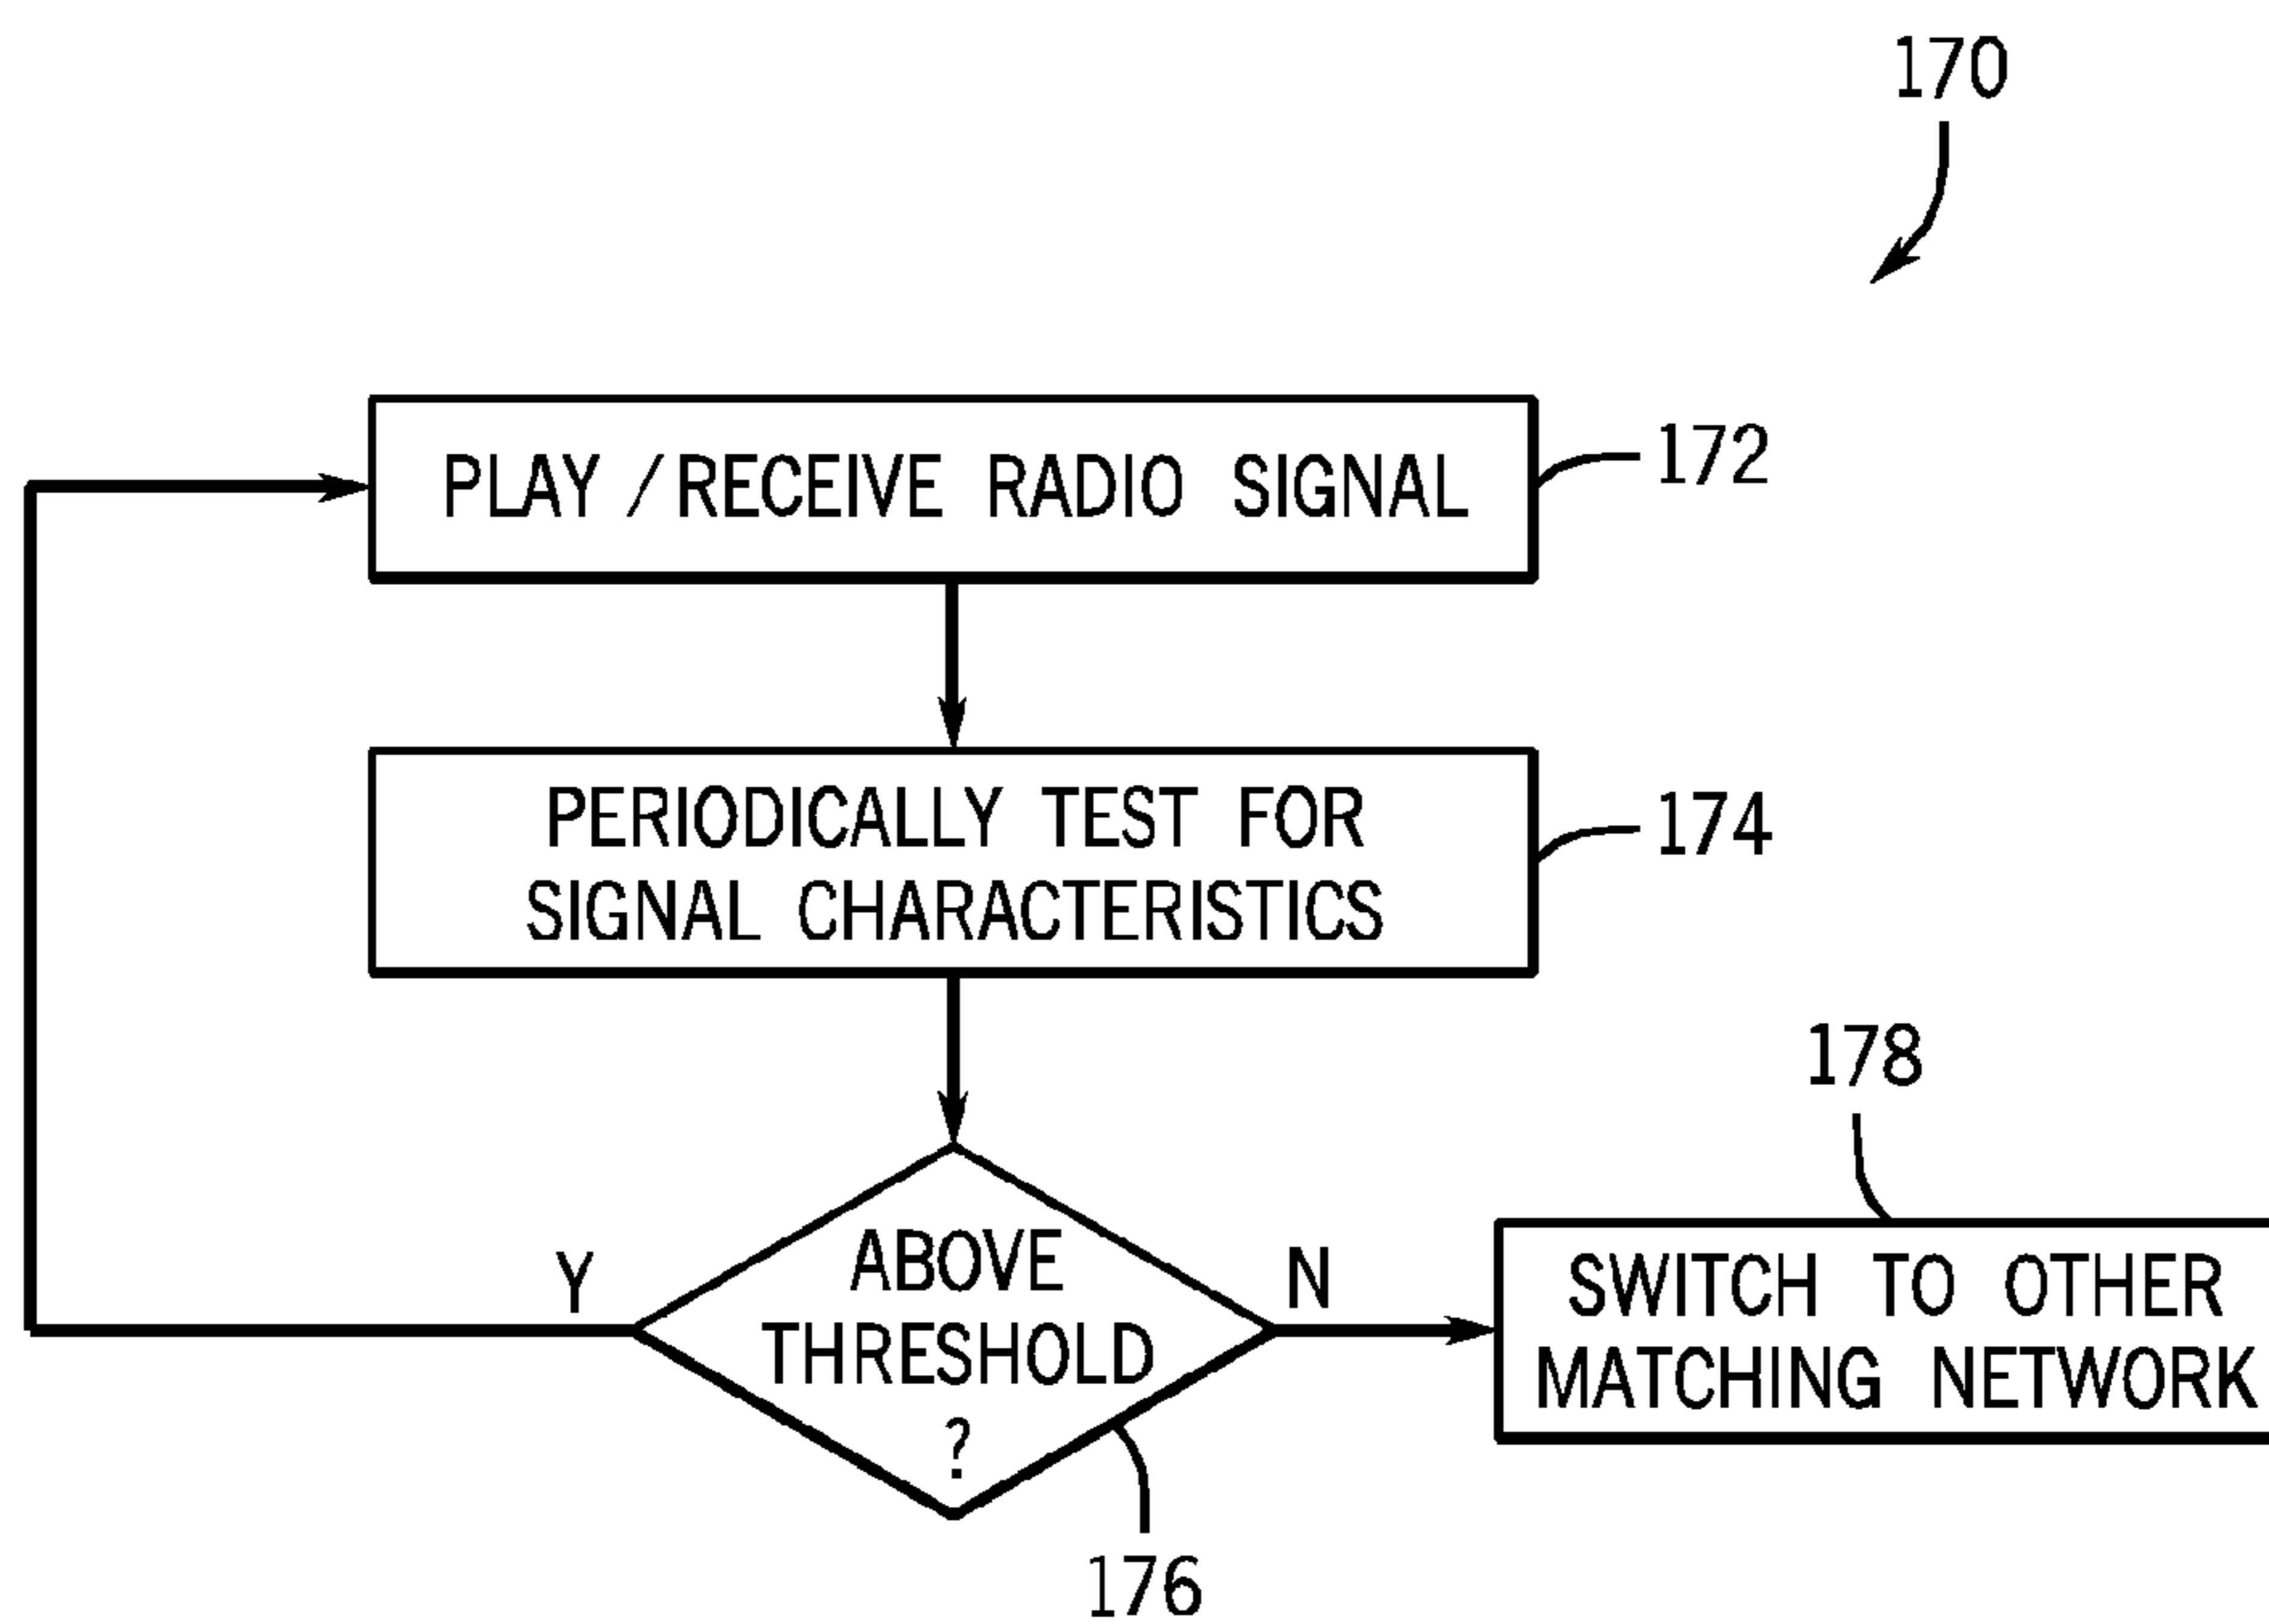 170
PLAY/RECEIVE RADIO SIGNAL
172
PERIODICALLY TEST FOR
SIGNAL CHARACTERISTICS
174
178
ABOVE
THRESHOLD
?
Y
N
SWITCH TO OTHER
MATCHING NETWORK
176